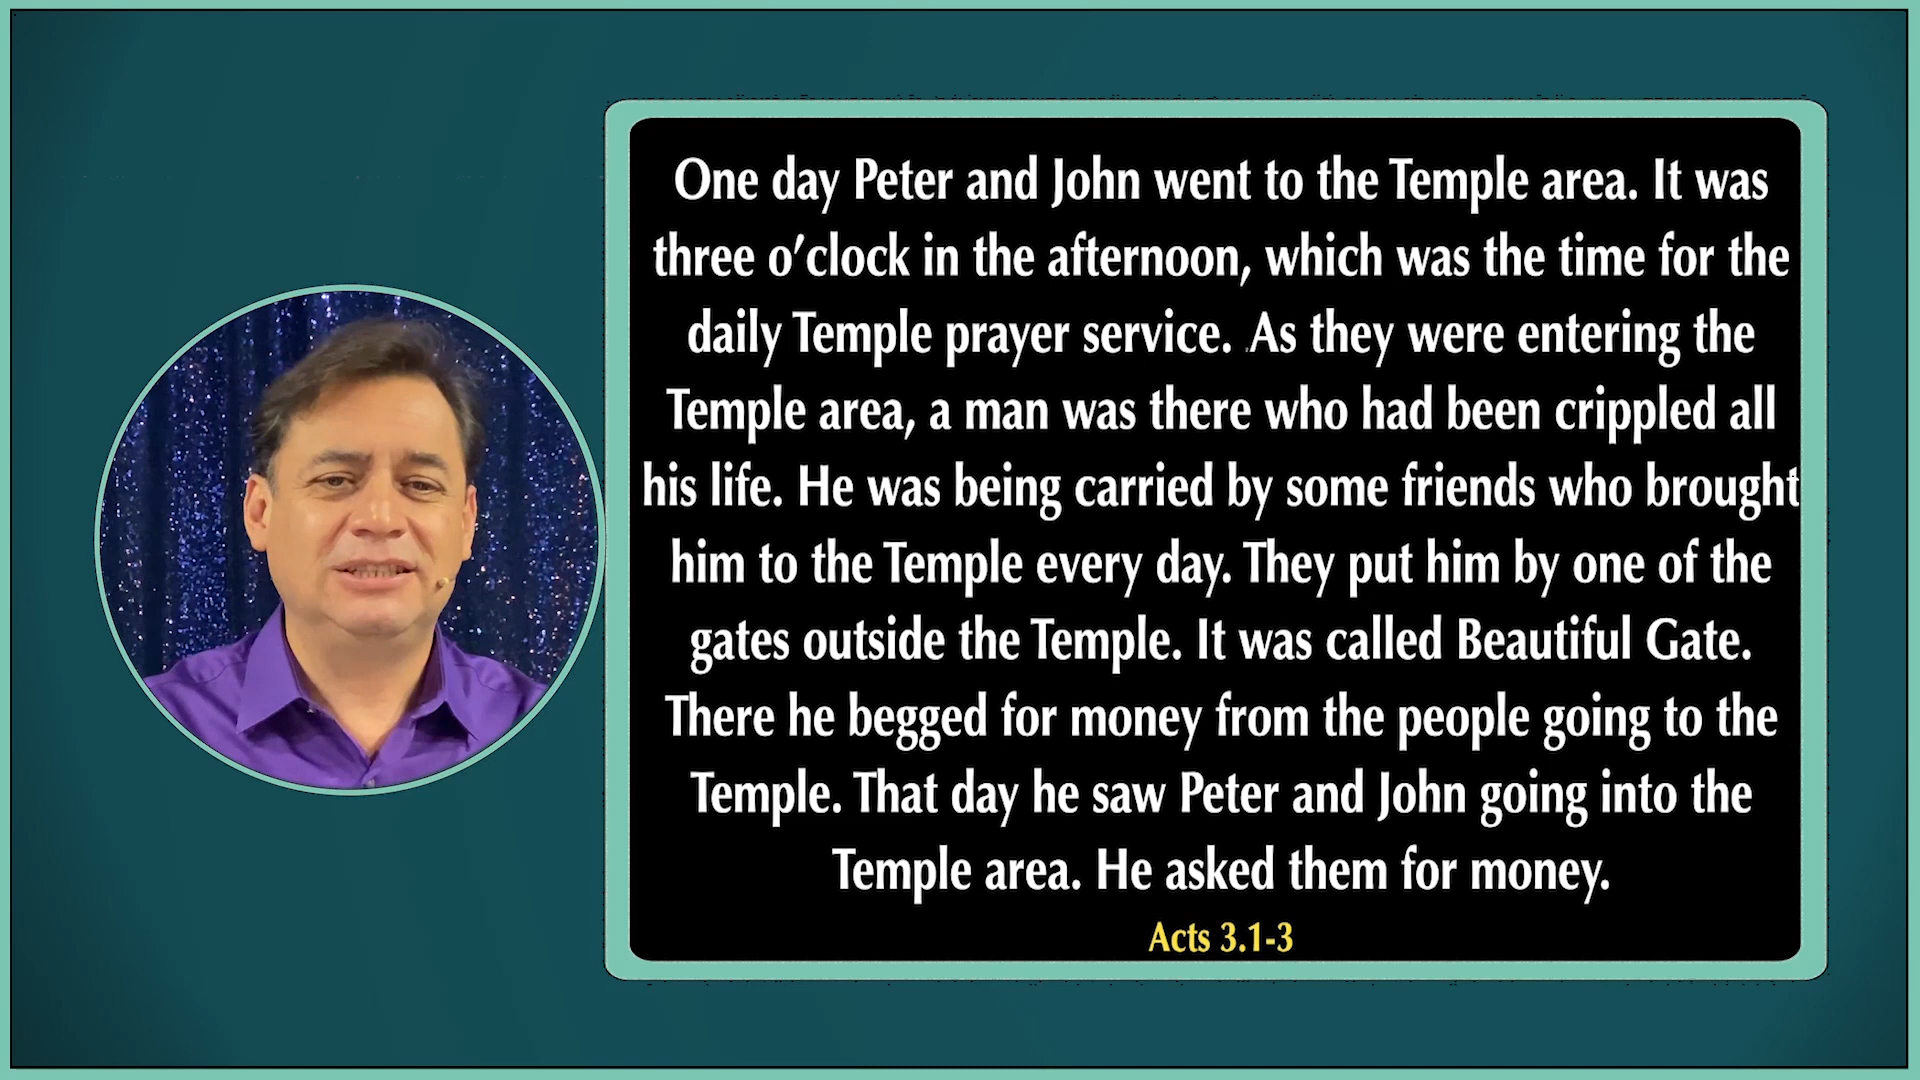 One day Peter and John went to the Temple area. It was
three o’clock in the afternoon, which was the time for the
daily Temple prayer service. As they were entering the
Temple area, a man was there who had been crippled all
his life. He was being carried by some friends who brought
him to the Temple every day. They put him by one of the
gates outside the Temple. It was called Beautiful Gate.
There he begged for money from the people going to the
Temple. That day he saw Peter and John going into the
Temple area. He asked them for money.
Acts 3.1-3